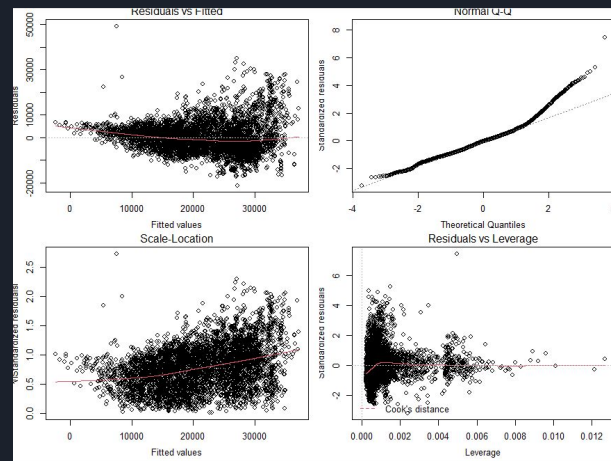 Residuals vs Fitted
Residuals
-20000 0 10000 30000 50000
0 10000 20000 30000
Fitted values
Normal Q-Q
Standardized residuals
-2 0 2 4 6 8
-4 -2 0 2
Theoretical Quantiles
Scale-Location
√|Standardized residuals|
0.0 0.5 1.0 1.5 2.0 2.5
0 10000 20000 30000
Fitted values
Residuals vs Leverage
Standardized residuals
-2 0 2 4 6
Cook's distance
0.000 0.002 0.004 0.006 0.008 0.010 0.012
Leverage